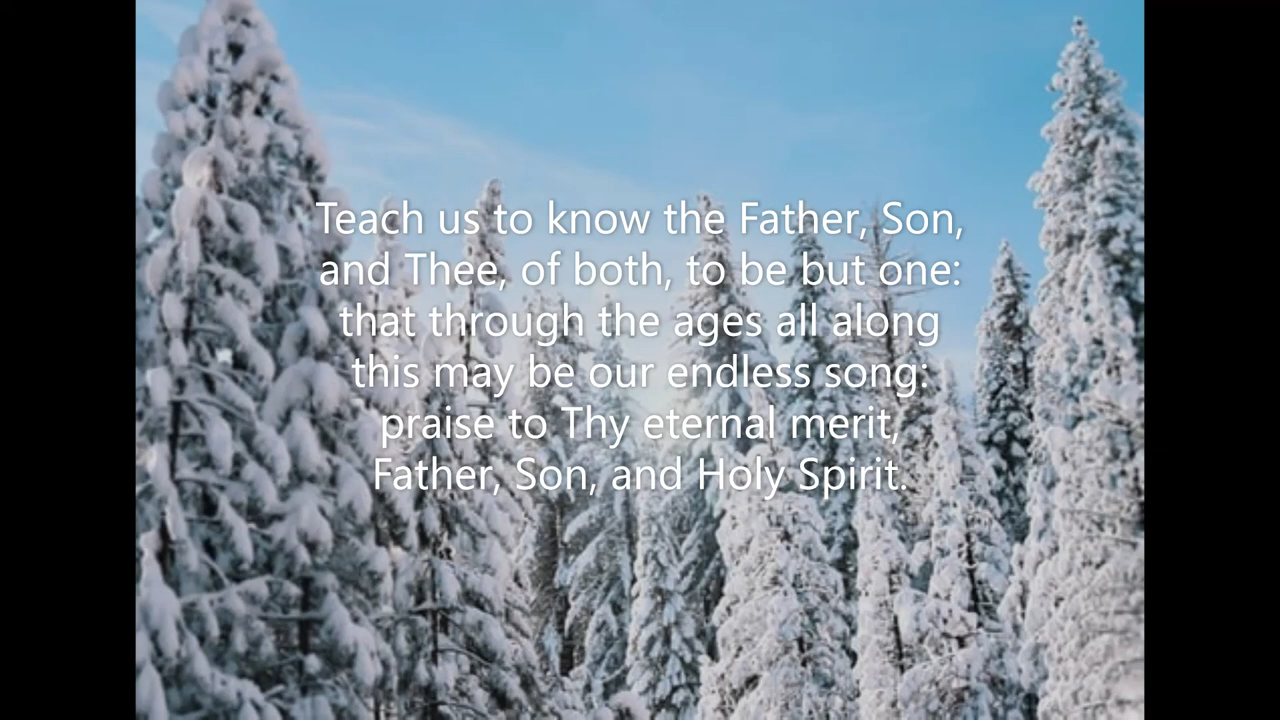 Teach us to know the Father, Son,
and Thee, of both, to be but one:
that through the ages all along
this may be our endless song:
praise to Thy eternal merit,
Father, Son, and Holy Spirit.